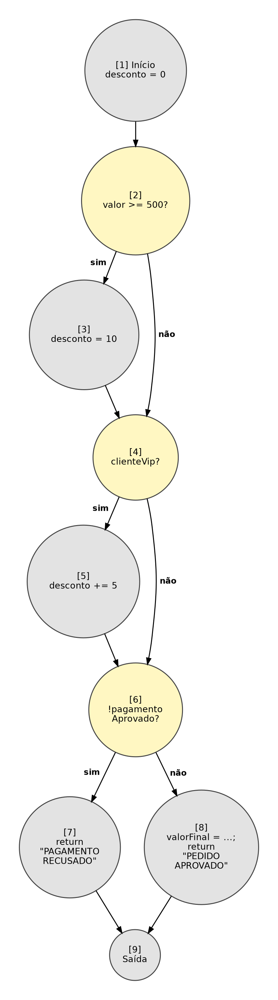 [1] Início
desconto = 0
[2]
valor >= 500?
sim
não
[3]
desconto = 10
[4]
clienteVip?
sim
não
[5]
desconto += 5
[6]
!pagamento
Aprovado?
sim
não
[7]
return
"PAGAMENTO
RECUSADO"
[8]
valorFinal = ...;
return
"PEDIDO
APROVADO"
[9]
Saída